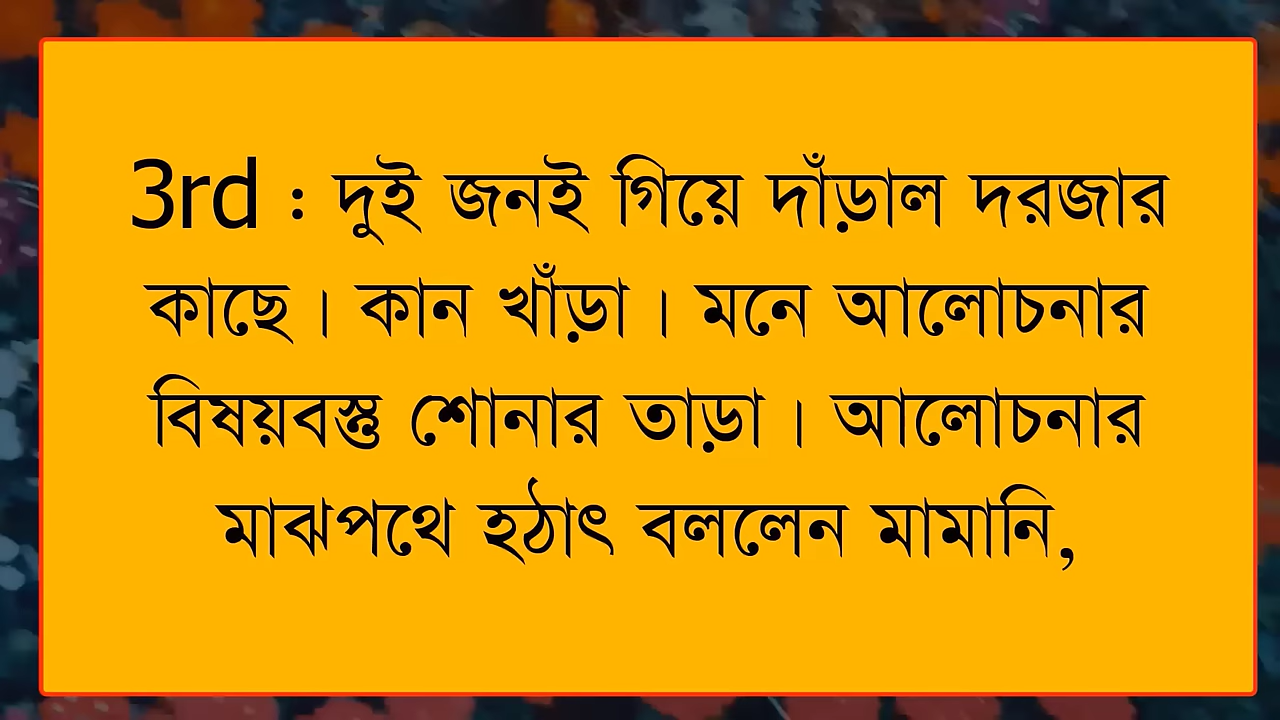 3rd : দুই জনই গিয়ে দাঁড়াল দরজার
কাছে। কান খাঁড়া। মনে আলোচনার
বিষয়বস্তু শোনার তাড়া। আলোচনার
মাঝপথে হঠাৎ বললেন মামানি,